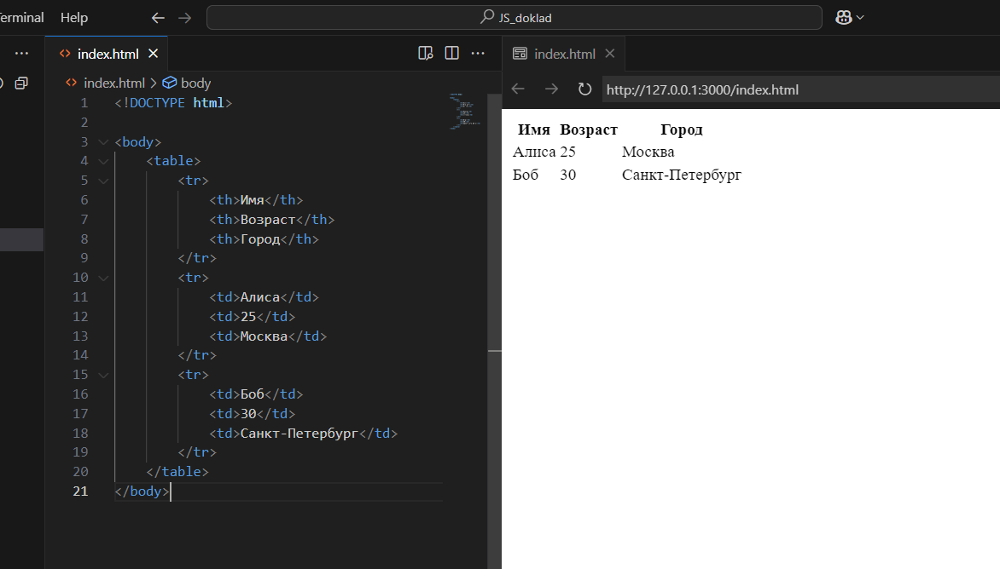 Terminal Help JS_doklad
index.html index.html
index.html > body http://127.0.0.1:3000/index.html
1 <!DOCTYPE html>
2
3 <body>
4 <table>
5 <tr>
6 <th>Имя</th>
7 <th>Возраст</th>
8 <th>Город</th>
9 </tr>
10 <tr>
11 <td>Алиса</td>
12 <td>25</td>
13 <td>Москва</td>
14 </tr>
15 <tr>
16 <td>Боб</td>
17 <td>30</td>
18 <td>Санкт-Петербург</td>
19 </tr>
20 </table>
21 </body>
Имя Возраст Город
Алиса 25 Москва
Боб 30 Санкт-Петербург